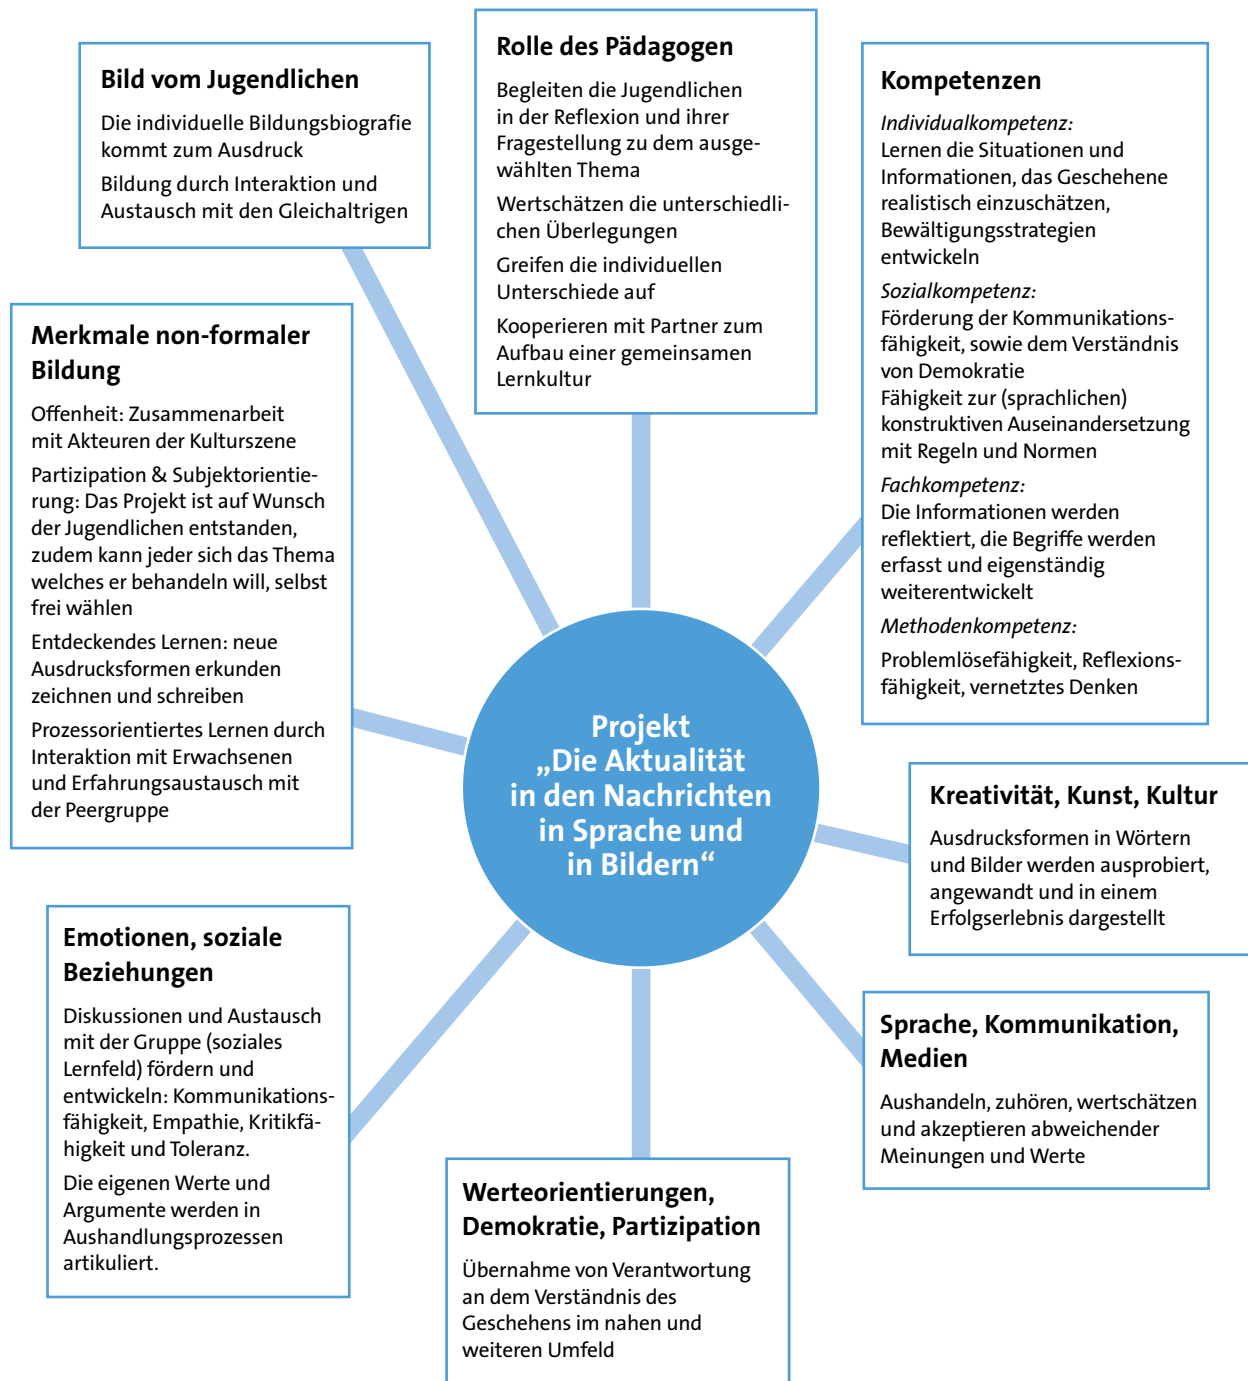 Bild vom Jugendlichen
Die individuelle Bildungsbiografie
kommt zum Ausdruck
Bildung durch Interaktion und
Austausch mit den Gleichaltrigen
Rolle des Pädagogen
Begleiten die Jugendlichen
in der Reflexion und ihrer
Fragestellung zu dem ausge-
wählten Thema
Wertschätzen die unterschiedli-
chen Überlegungen
Greifen die individuellen
Unterschiede auf
Kooperieren mit Partner zum
Aufbau einer gemeinsamen
Lernkultur
Kompetenzen
Individualkompetenz:
Lernen die Situationen und
Informationen, das Geschehene
realistisch einzuschätzen,
Bewältigungsstrategien
entwickeln
Sozialkompetenz:
Förderung der Kommunikations-
fähigkeit, sowie dem Verständnis
von Demokratie
Fähigkeit zur (sprachlichen)
konstruktiven Auseinandersetzung
mit Regeln und Normen
Fachkompetenz:
Die Informationen werden
reflektiert, die Begriffe werden
erfasst und eigenständig
weiterentwickelt
Methodenkompetenz:
Problemlösefähigkeit, Reflexions-
fähigkeit, vernetztes Denken
Merkmale non-formaler
Bildung
Offenheit: Zusammenarbeit
mit Akteuren der Kulturszene
Partizipation & Subjektorientie-
rung: Das Projekt ist auf Wunsch
der Jugendlichen entstanden,
zudem kann jeder sich das Thema
welches er behandeln will, selbst
frei wählen
Entdeckendes Lernen: neue
Ausdrucksformen erkunden
zeichnen und schreiben
Prozessorientiertes Lernen durch
Interaktion mit Erwachsenen
und Erfahrungsaustausch mit
der Peergruppe
Projekt
„Die Aktualität
in den Nachrichten
in Sprache und
in Bildern“
Kreativität, Kunst, Kultur
Ausdrucksformen in Wörtern
und Bilder werden ausprobiert,
angewandt und in einem
Erfolgserlebnis dargestellt
Emotionen, soziale
Beziehungen
Diskussionen und Austausch
mit der Gruppe (soziales
Lernfeld) fördern und
entwickeln: Kommunikations-
fähigkeit, Empathie, Kritikfä-
higkeit und Toleranz.
Die eigenen Werte und
Argumente werden in
Aushandlungsprozessen
artikuliert.
Sprache, Kommunikation,
Medien
Aushandeln, zuhören, wertschätzen
und akzeptieren abweichender
Meinungen und Werte
Werteorientierungen,
Demokratie, Partizipation
Übernahme von Verantwortung
an dem Verständnis des
Geschehens im nahen und
weiteren Umfeld